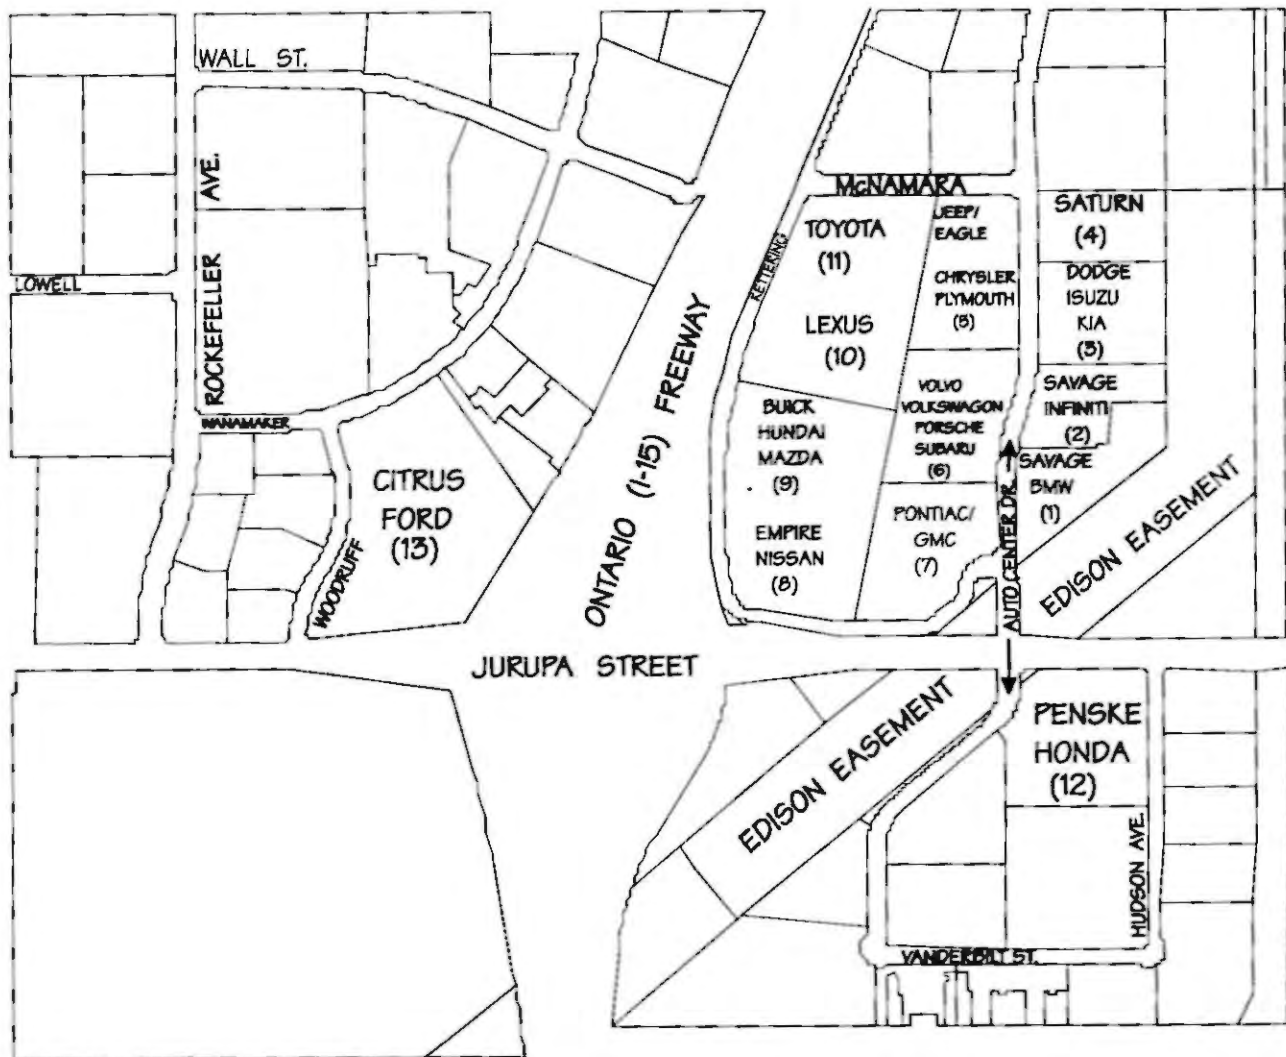 WALL ST.
ROCKEFELLER AVE.
LOWELL
WANAMAKER
WOODRUFF
CITRUS
FORD
(13)
ONTARIO (I-15) FREEWAY
McNAMARA
RETTERING
TOYOTA
(11)
LEXUS
(10)
JEEP/
EAGLE
CHRYSLER
PLYMOUTH
(5)
SATURN
(4)
DODGE
ISUZU
KIA
(3)
BUICK
HUNDAI
MAZDA
(9)
EMPIRE
NISSAN
(8)
VOLVO
VOLKSWAGON
PORSCHE
SUBARU
(6)
PONTIAC/
GMC
(7)
SAVAGE
INFINITI
(2)
SAVAGE
BMW
(1)
AUTO CENTER DR.
EDISON EASEMENT
JURUPA STREET
EDISON EASEMENT
PENSKE
HONDA
(12)
HUDSON AVE.
VANDERBILT ST.